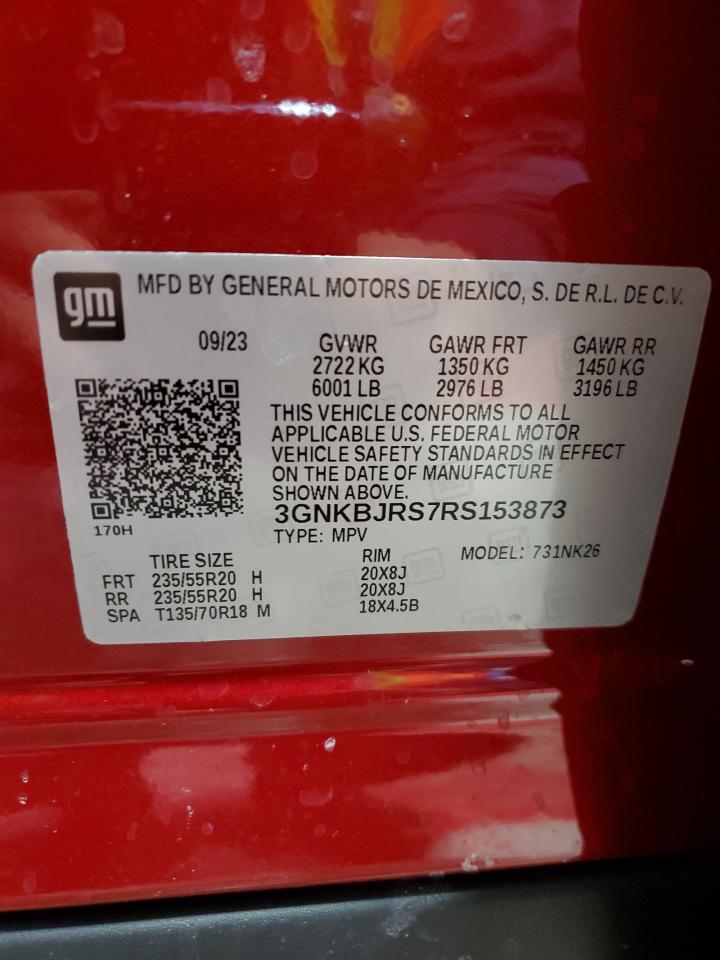 gm
MFD BY GENERAL MOTORS DE MEXICO, S. DE R.L. DE C.V.
09/23 GVWR GAWR FRT GAWR RR
2722 KG 1350 KG 1450 KG
6001 LB 2976 LB 3196 LB
THIS VEHICLE CONFORMS TO ALL
APPLICABLE U.S. FEDERAL MOTOR
VEHICLE SAFETY STANDARDS IN EFFECT
ON THE DATE OF MANUFACTURE
SHOWN ABOVE.
3GNKBJRS7RS153873
170H
TYPE: MPV
TIRE SIZE RIM MODEL: 731NK26
FRT 235/55R20 H 20X8J
RR 235/55R20 H 20X8J
SPA T135/70R18 M 18X4.5B